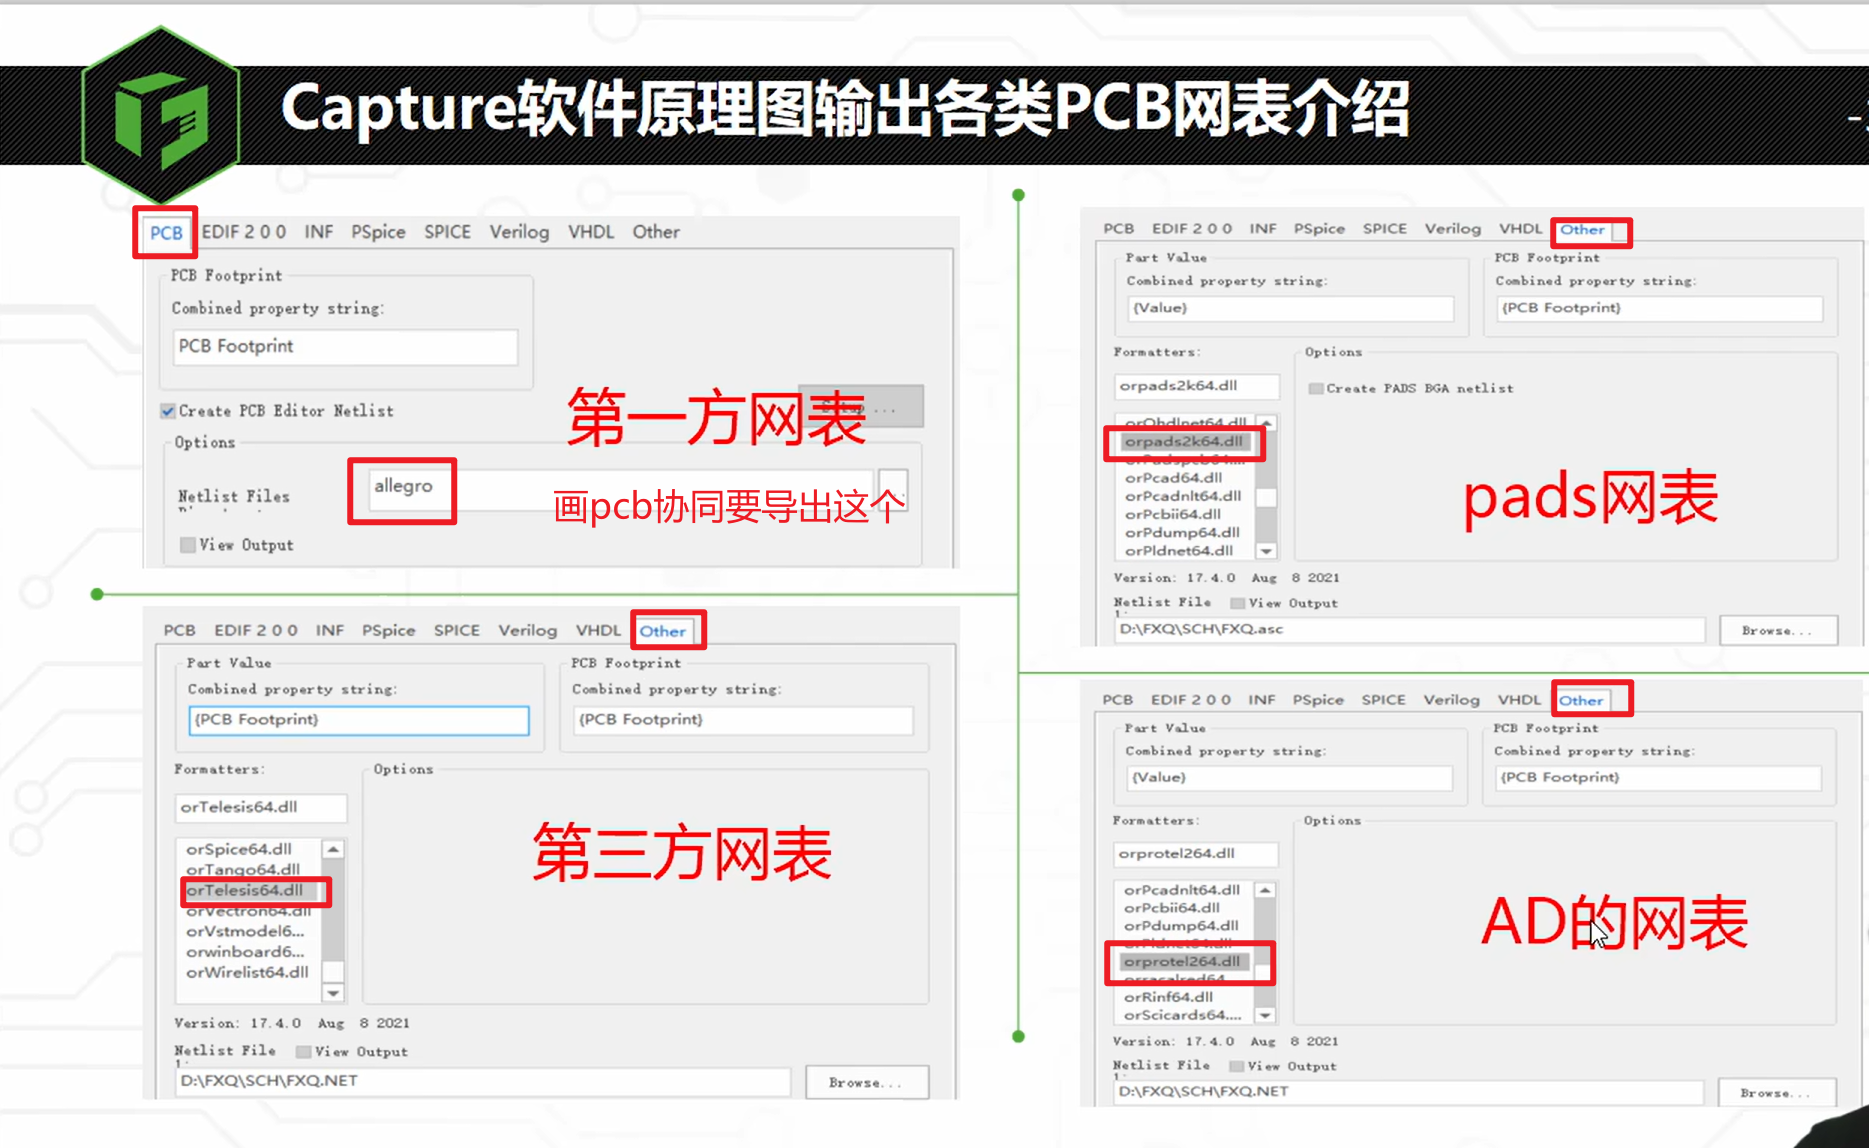 Capture软件原理图输出各类PCB网表介绍
PCB EDIF 2 0 0 INF PSpice SPICE Verilog VHDL Other
PCB Footprint
Combined property string:
PCB Footprint
Create PCB Editor Netlist
第一方网表
Options
Netlist Files
allegro
画pcb协同要导出这个
View Output
PCB EDIF 2 0 0 INF PSpice SPICE Verilog VHDL Other
Part Value
PCB Footprint
Combined property string:
Combined property string:
{Value}
{PCB Footprint}
Formatters:
Options
orpads2k64.dll
Create PADS BGA netlist
orOhdlnet64.dll
orpads2k64.dll
orPadspcb64....
orPcad64.dll
orPcadnlt64.dll
orPcbii64.dll
orPdump64.dll
orPldnet64.dll
pads网表
Version: 17.4.0 Aug 8 2021
Netlist File
View Output
D:\FXQ\SCH\FXQ.asc
Browse...
PCB EDIF 2 0 0 INF PSpice SPICE Verilog VHDL Other
Part Value
PCB Footprint
Combined property string:
Combined property string:
{PCB Footprint}
{PCB Footprint}
Formatters:
Options
orTelesis64.dll
orSpice64.dll
orTango64.dll
orTelesis64.dll
orVectron64.dll
orVstmodel6...
orwinboard6...
orWirelist64.dll
第三方网表
Version: 17.4.0 Aug 8 2021
Netlist File
View Output
D:\FXQ\SCH\FXQ.NET
Browse...
PCB EDIF 2 0 0 INF PSpice SPICE Verilog VHDL Other
Part Value
PCB Footprint
Combined property string:
Combined property string:
{Value}
{PCB Footprint}
Formatters:
Options
orprotel264.dll
orPcadnlt64.dll
orPcbii64.dll
orPdump64.dll
orPldnet64.dll
orprotel264.dll
orRinf64.dll
orScicards64....
AD的网表
Version: 17.4.0 Aug 8 2021
Netlist File
View Output
D:\FXQ\SCH\FXQ.NET
Browse...